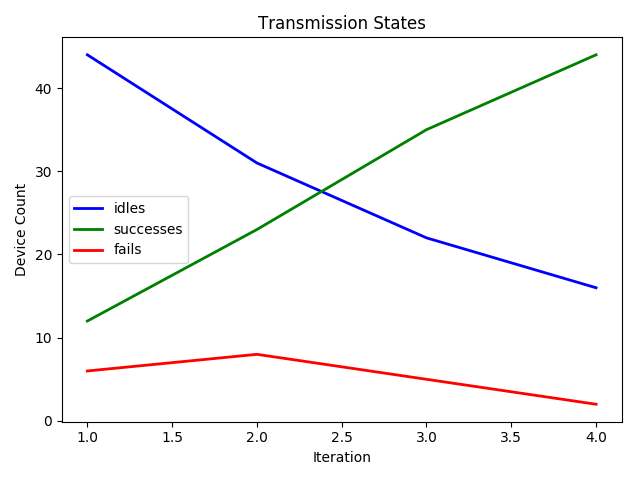 Transmission States
Device Count
40
30
20
10
0
idles
successes
fails
1.0 1.5 2.0 2.5 3.0 3.5 4.0
Iteration